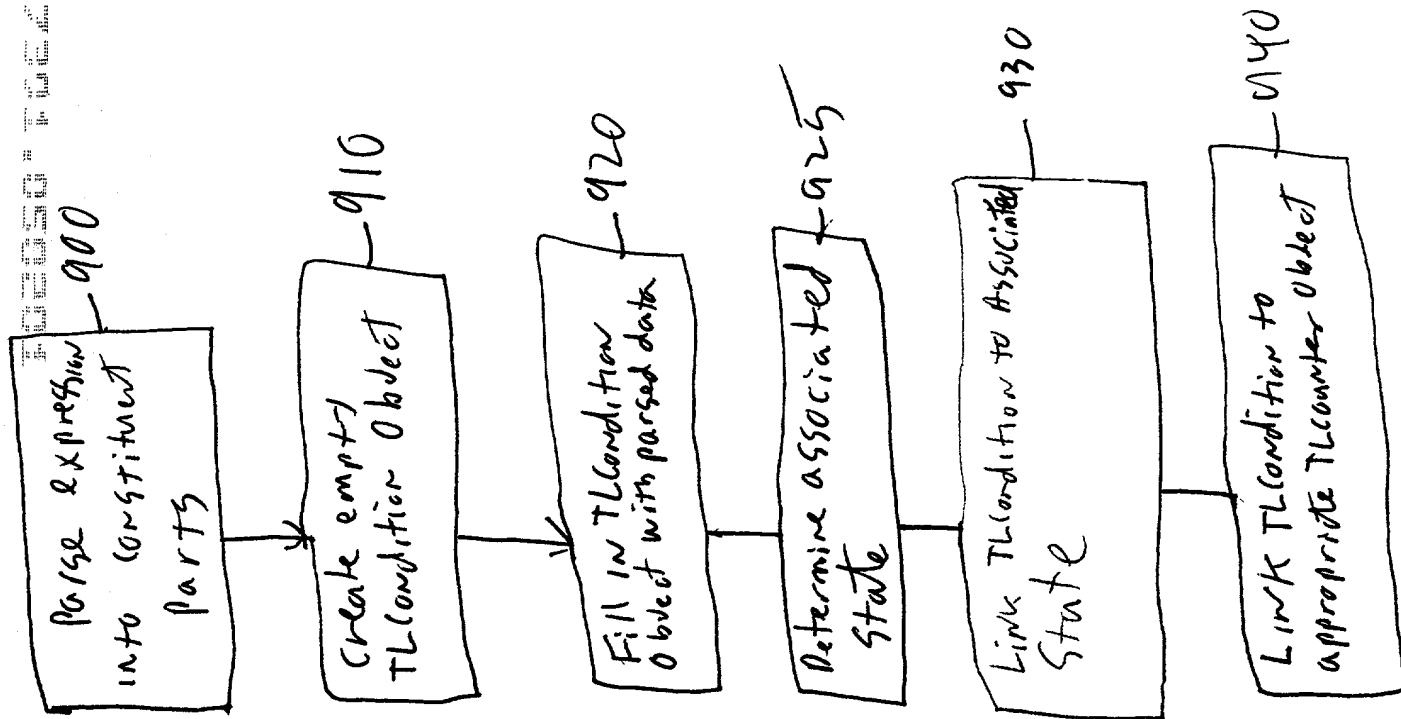 Parse expression
into constituent
parts
900
Create empty
TLCondition Object
910
Fill in TLCondition
Object with parsed data
920
Determine associated
State
925
Link TLCondition to Associated
State
930
Link TLCondition to
appropriate TLCounter Object
940